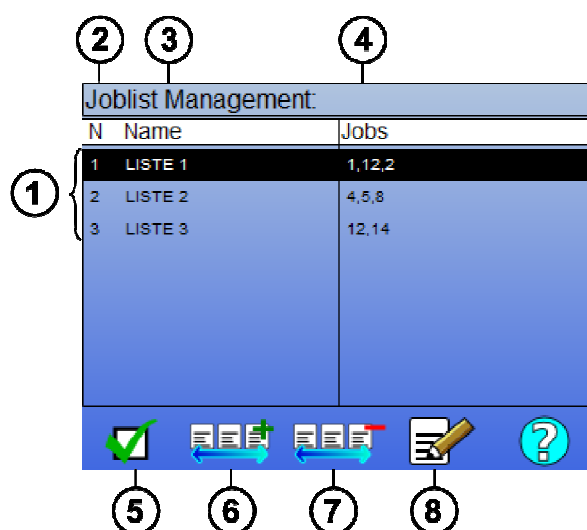 2 3 4
Joblist Management:
N Name Jobs
1 LISTE 1 1,12,2
2 LISTE 2 4,5,8
3 LISTE 3 12,14
1
?
5 6 7 8